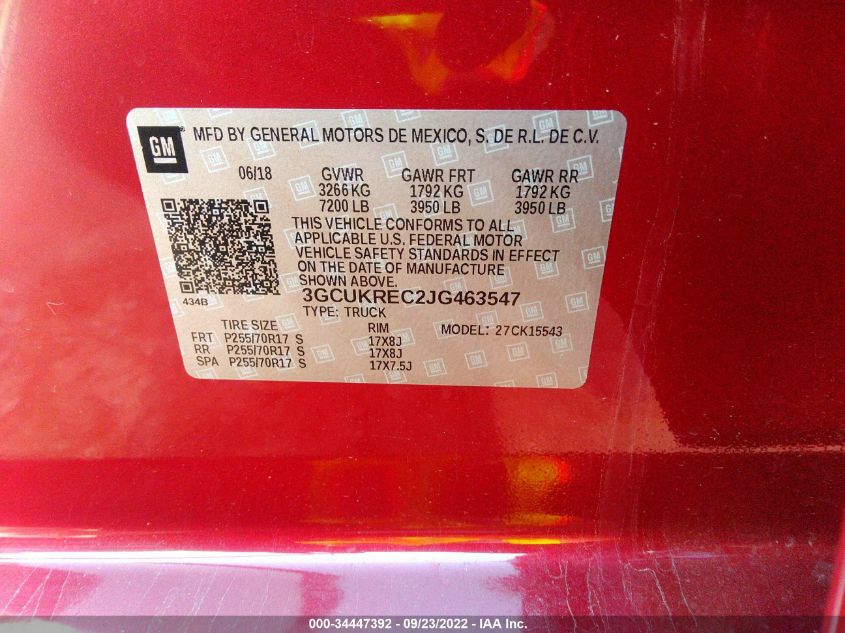 GM
MFD BY GENERAL MOTORS DE MEXICO, S. DE R.L. DE C.V.
06/18 GVWR GAWR FRT GAWR RR
3266 KG 1792 KG 1792 KG
7200 LB 3950 LB 3950 LB
THIS VEHICLE CONFORMS TO ALL
APPLICABLE U.S. FEDERAL MOTOR
VEHICLE SAFETY STANDARDS IN EFFECT
ON THE DATE OF MANUFACTURE
SHOWN ABOVE.
434B 3GCUKREC2JG463547
TYPE: TRUCK
TIRE SIZE RIM MODEL: 27CK15543
FRT P255/70R17 S 17X8J
RR P255/70R17 S 17X8J
SPA P255/70R17 S 17X7.5J
000-34447392 - 09/23/2022 - IAA Inc.